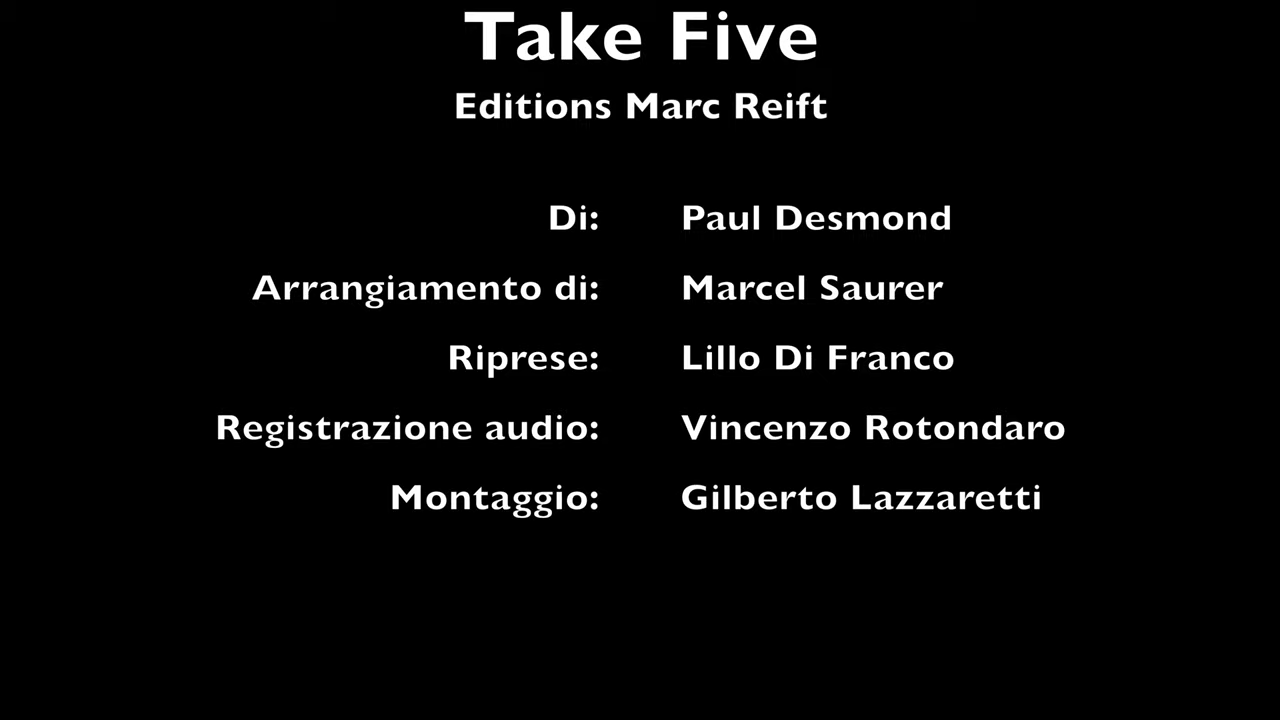 Take Five
Editions Marc Reift
Di: Paul Desmond
Arrangiamento di: Marcel Saurer
Riprese: Lillo Di Franco
Registrazione audio: Vincenzo Rotondaro
Montaggio: Gilberto Lazzaretti